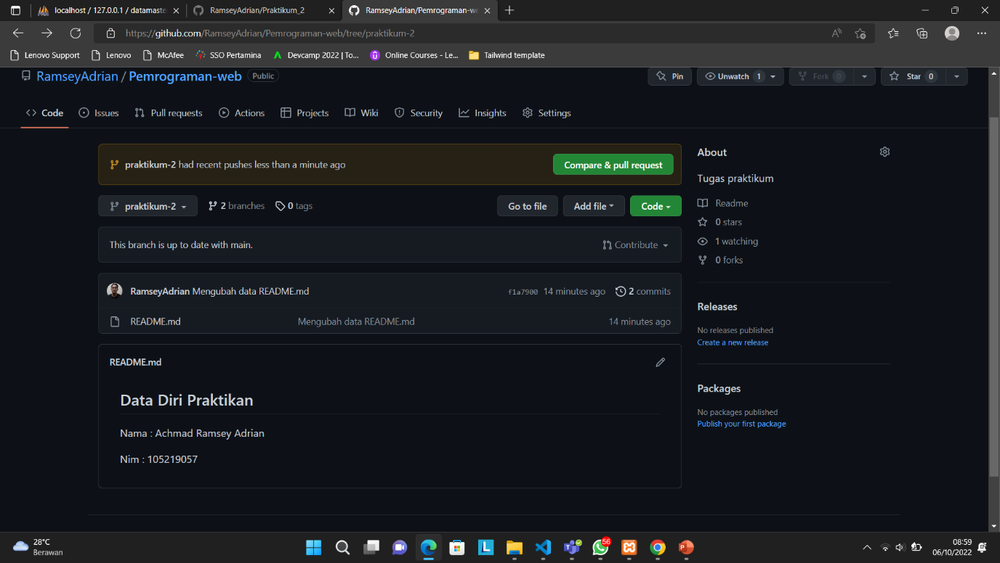 localhost / 127.0.0.1 / datamaste
RamseyAdrian/Praktikum_2
RamseyAdrian/Pemrograman-we
https://github.com/RamseyAdrian/Pemrograman-web/tree/praktikum-2
Lenovo Support Lenovo McAfee SSO Pertamina Devcamp 2022 | To... Online Courses - Le... Tailwind template
RamseyAdrian / Pemrograman-web Public
Pin Unwatch 1 Fork 0 Star 0
Code Issues Pull requests Actions Projects Wiki Security Insights Settings
praktikum-2 had recent pushes less than a minute ago Compare & pull request
praktikum-2 2 branches 0 tags Go to file Add file Code
This branch is up to date with main. Contribute
RamseyAdrian Mengubah data README.md f1a7900 14 minutes ago 2 commits
README.md Mengubah data README.md 14 minutes ago
README.md
Data Diri Praktikan
Nama : Achmad Ramsey Adrian
Nim : 105219057
About
Tugas praktikum
Readme
0 stars
1 watching
0 forks
Releases
No releases published
Create a new release
Packages
No packages published
Publish your first package
28°C
Berawan
L
56
P
08:59
06/10/2022